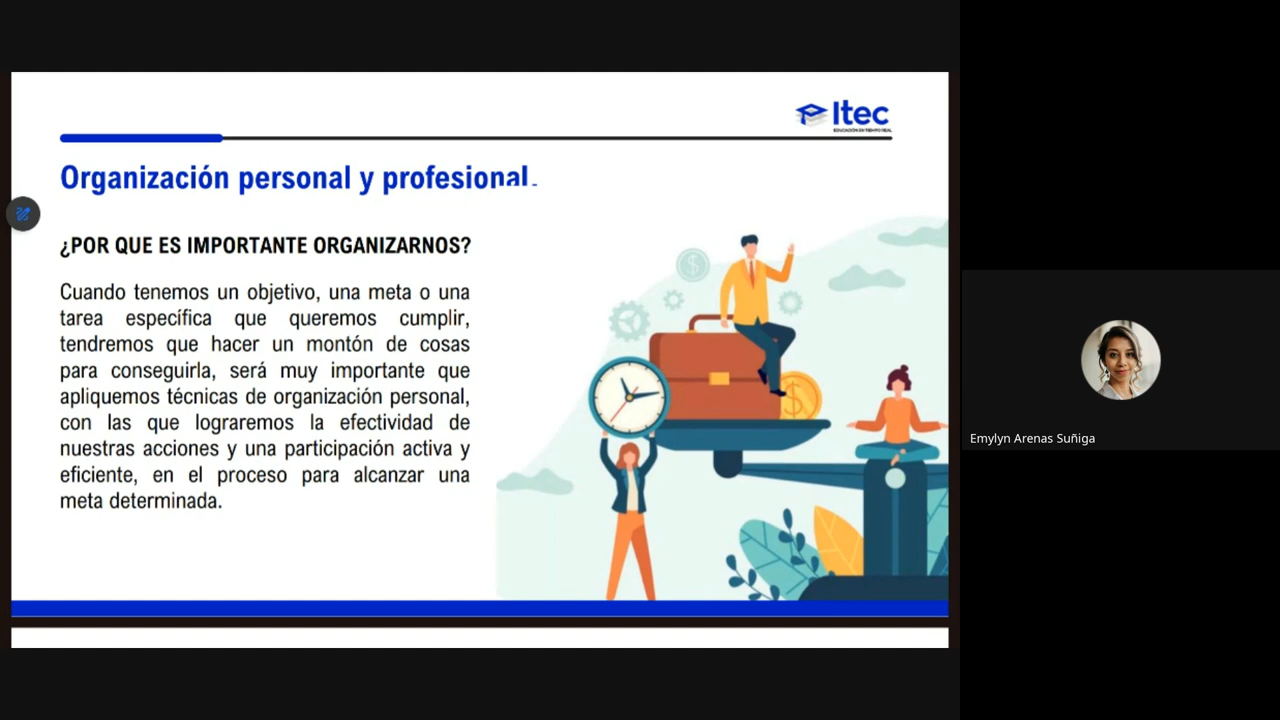 Itec
EDUCACIÓN EN TIEMPO REAL
Organización personal y profesional.
¿POR QUE ES IMPORTANTE ORGANIZARNOS?
Cuando tenemos un objetivo, una meta o una
tarea específica que queremos cumplir,
tendremos que hacer un montón de cosas
para conseguirla, será muy importante que
apliquemos técnicas de organización personal,
con las que lograremos la efectividad de
nuestras acciones y una participación activa y
eficiente, en el proceso para alcanzar una
meta determinada.
$
$
Emylyn Arenas Suñiga